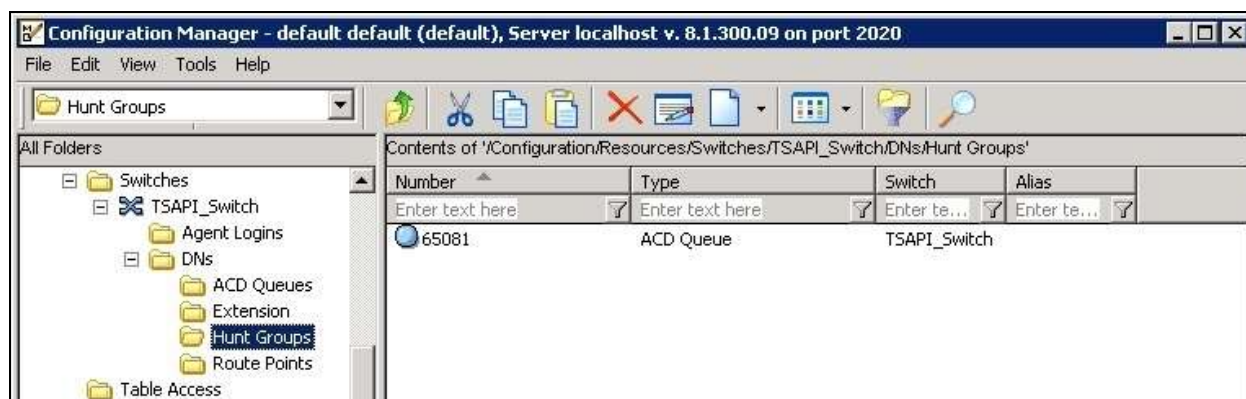 Configuration Manager - default default (default), Server localhost v. 8.1.300.09 on port 2020
File Edit View Tools Help
Hunt Groups
All Folders
Contents of '/Configuration/Resources/Switches/TSAPI_Switch/DNs/Hunt Groups'
Switches
TSAPI_Switch
Agent Logins
DNs
ACD Queues
Extension
Hunt Groups
Route Points
Table Access
Number Type Switch Alias
Enter text here Enter text here Enter te... Enter te...
65081 ACD Queue TSAPI_Switch